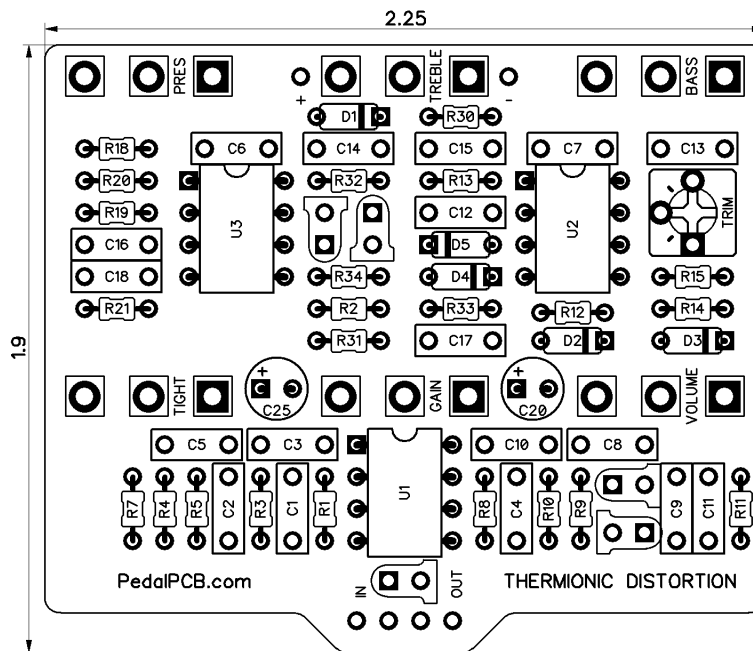 2.25
1.9
PRES
TREBLE
BASS
+
-
D1
R30
R18
C6
C14
C15
C7
C13
R20
R32
R13
R19
C12
TRIM
U3
U2
C16
D5
C18
R34
D4
R15
R21
R2
R33
R12
R14
R31
C17
D2
D3
TIGHT
+
C25
GAIN
+
C20
VOLUME
C5
C3
C10
C8
U1
R7
R4
R5
C2
R3
C1
R1
R8
C4
R10
R9
C9
C11
R11
PedalPCB.com
IN
OUT
THERMIONIC DISTORTION